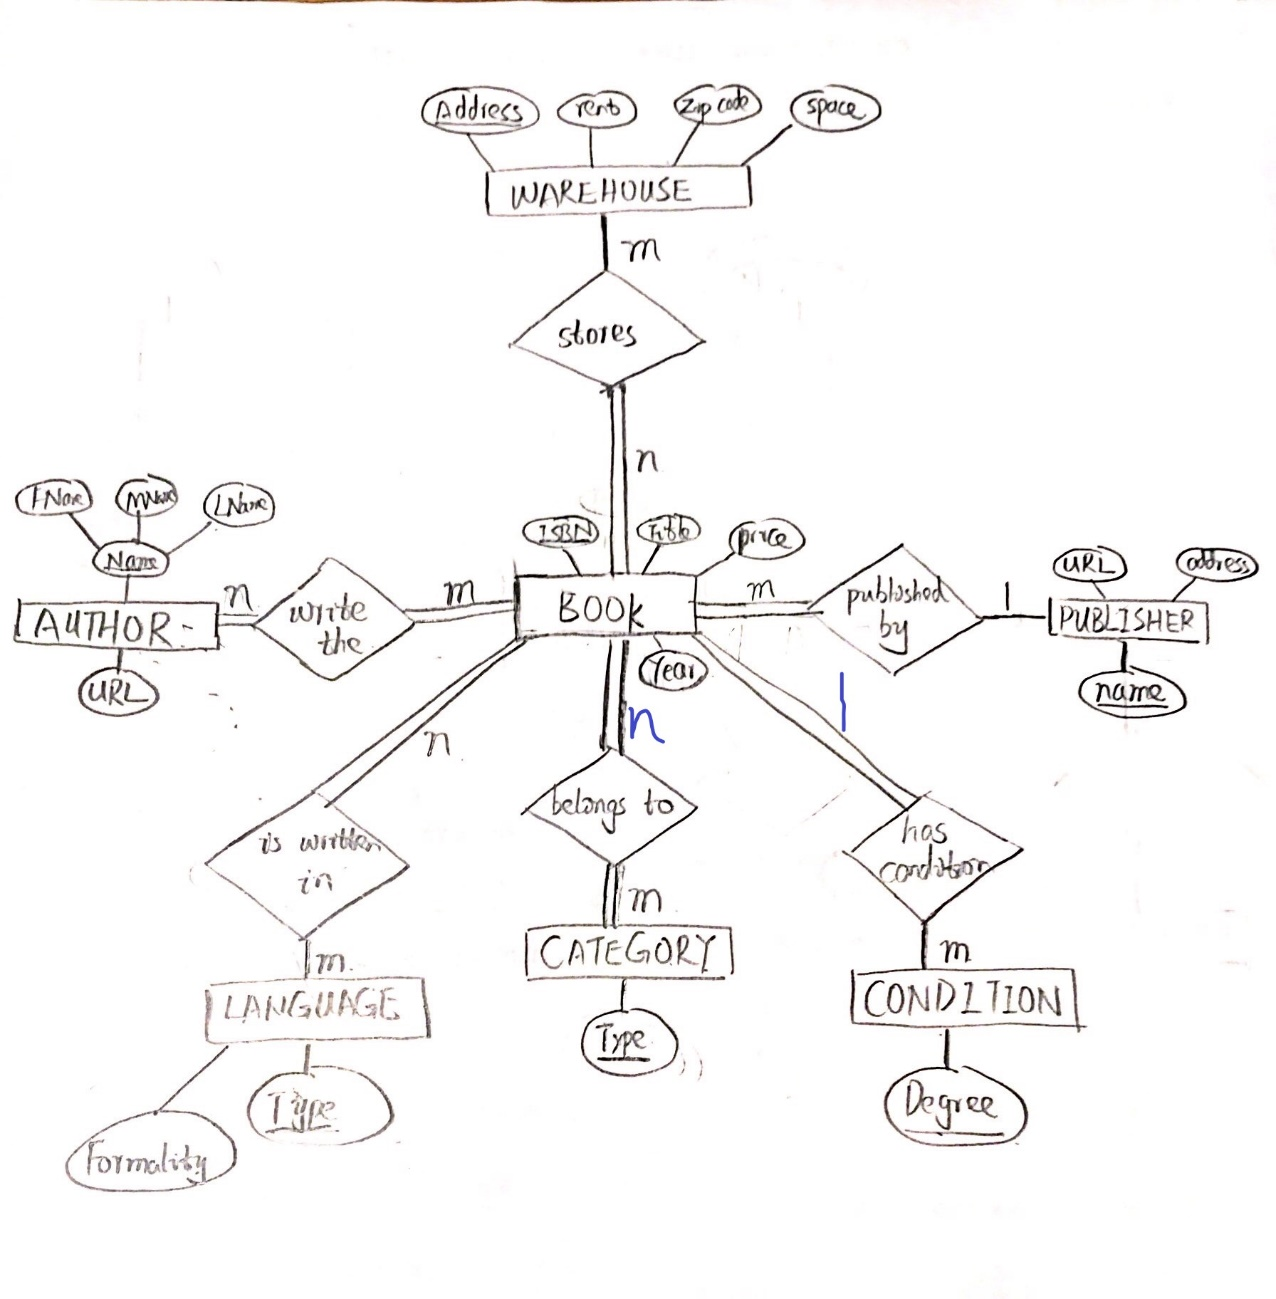 Address rent Zip code space
WAREHOUSE
m
stores
n
FName MName LName
Name
ISBN Title price
URL address
AUTHOR
n
write
the
m
BOOK
m
published
by
1
PUBLISHER
URL
Year
name
n
n
1
is written
in
belongs to
has
condition
m
m
m
LANGUAGE
CATEGORY
CONDITION
Type
Type
Degree
Formality